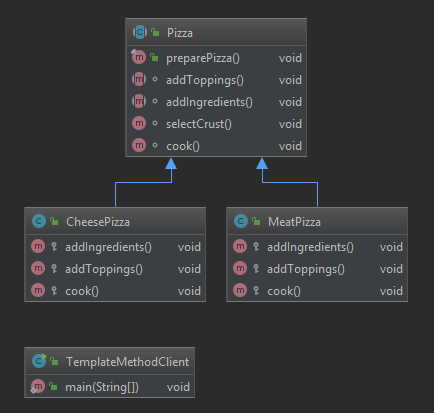 Pizza
preparePizza() void
addToppings() void
addIngredients() void
selectCrust() void
cook() void
CheesePizza
addIngredients() void
addToppings() void
cook() void
MeatPizza
addIngredients() void
addToppings() void
cook() void
TemplateMethodClient
main(String[]) void